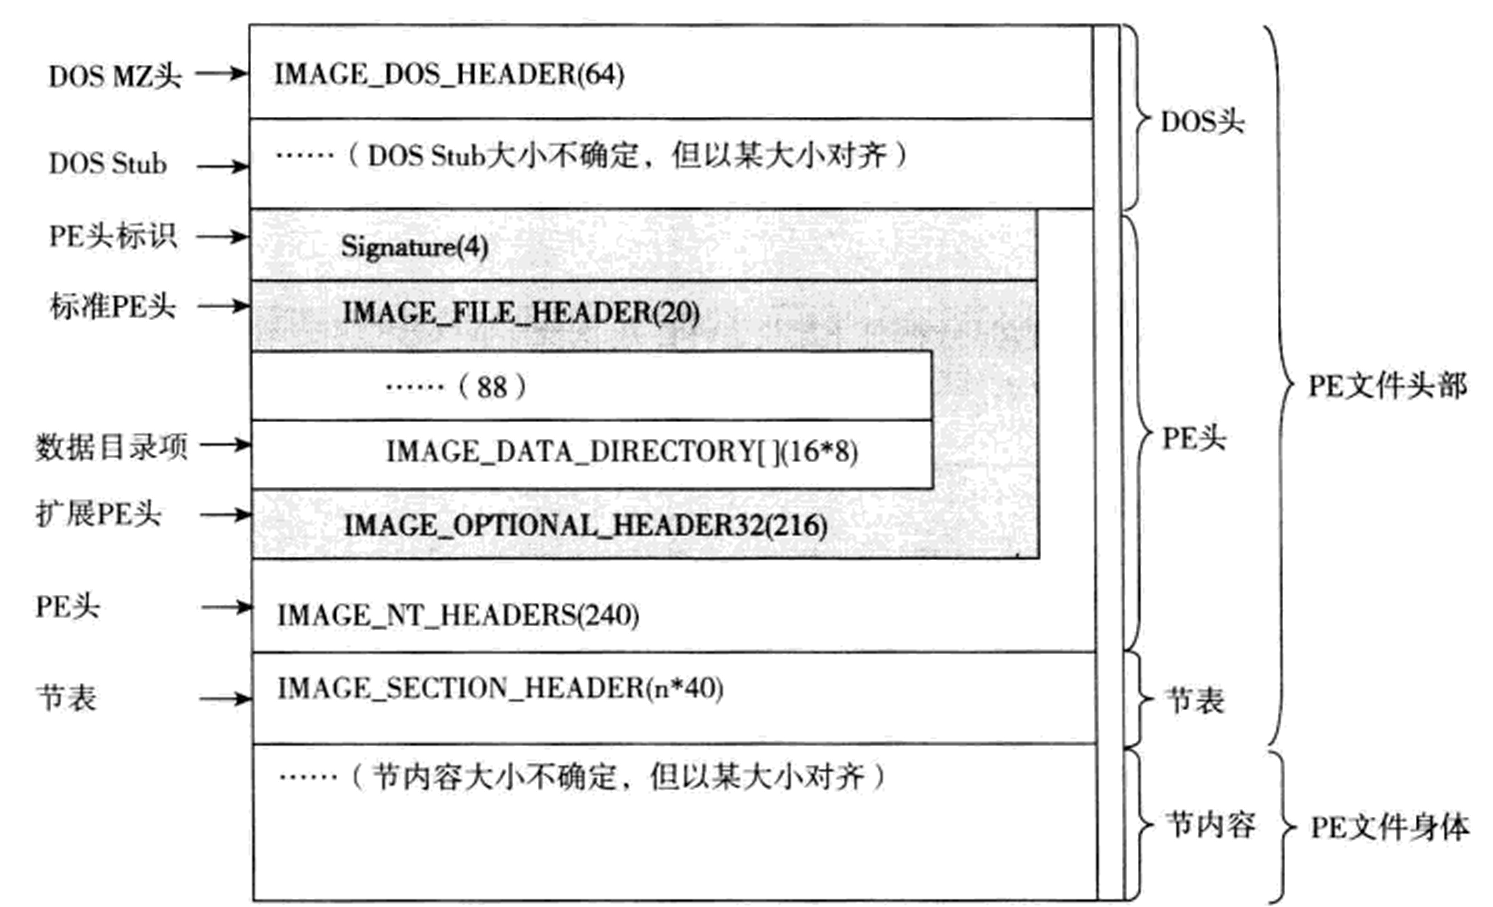 DOS MZ头
IMAGE_DOS_HEADER(64)
DOS头
DOS Stub
……（DOS Stub大小不确定，但以某大小对齐）
PE头标识
Signature(4)
标准PE头
IMAGE_FILE_HEADER(20)
……（88）
PE文件头部
PE头
数据目录项
IMAGE_DATA_DIRECTORY[ ](16*8)
扩展PE头
IMAGE_OPTIONAL_HEADER32(216)
PE头
IMAGE_NT_HEADERS(240)
节表
IMAGE_SECTION_HEADER(n*40)
节表
……（节内容大小不确定，但以某大小对齐）
节内容
PE文件身体